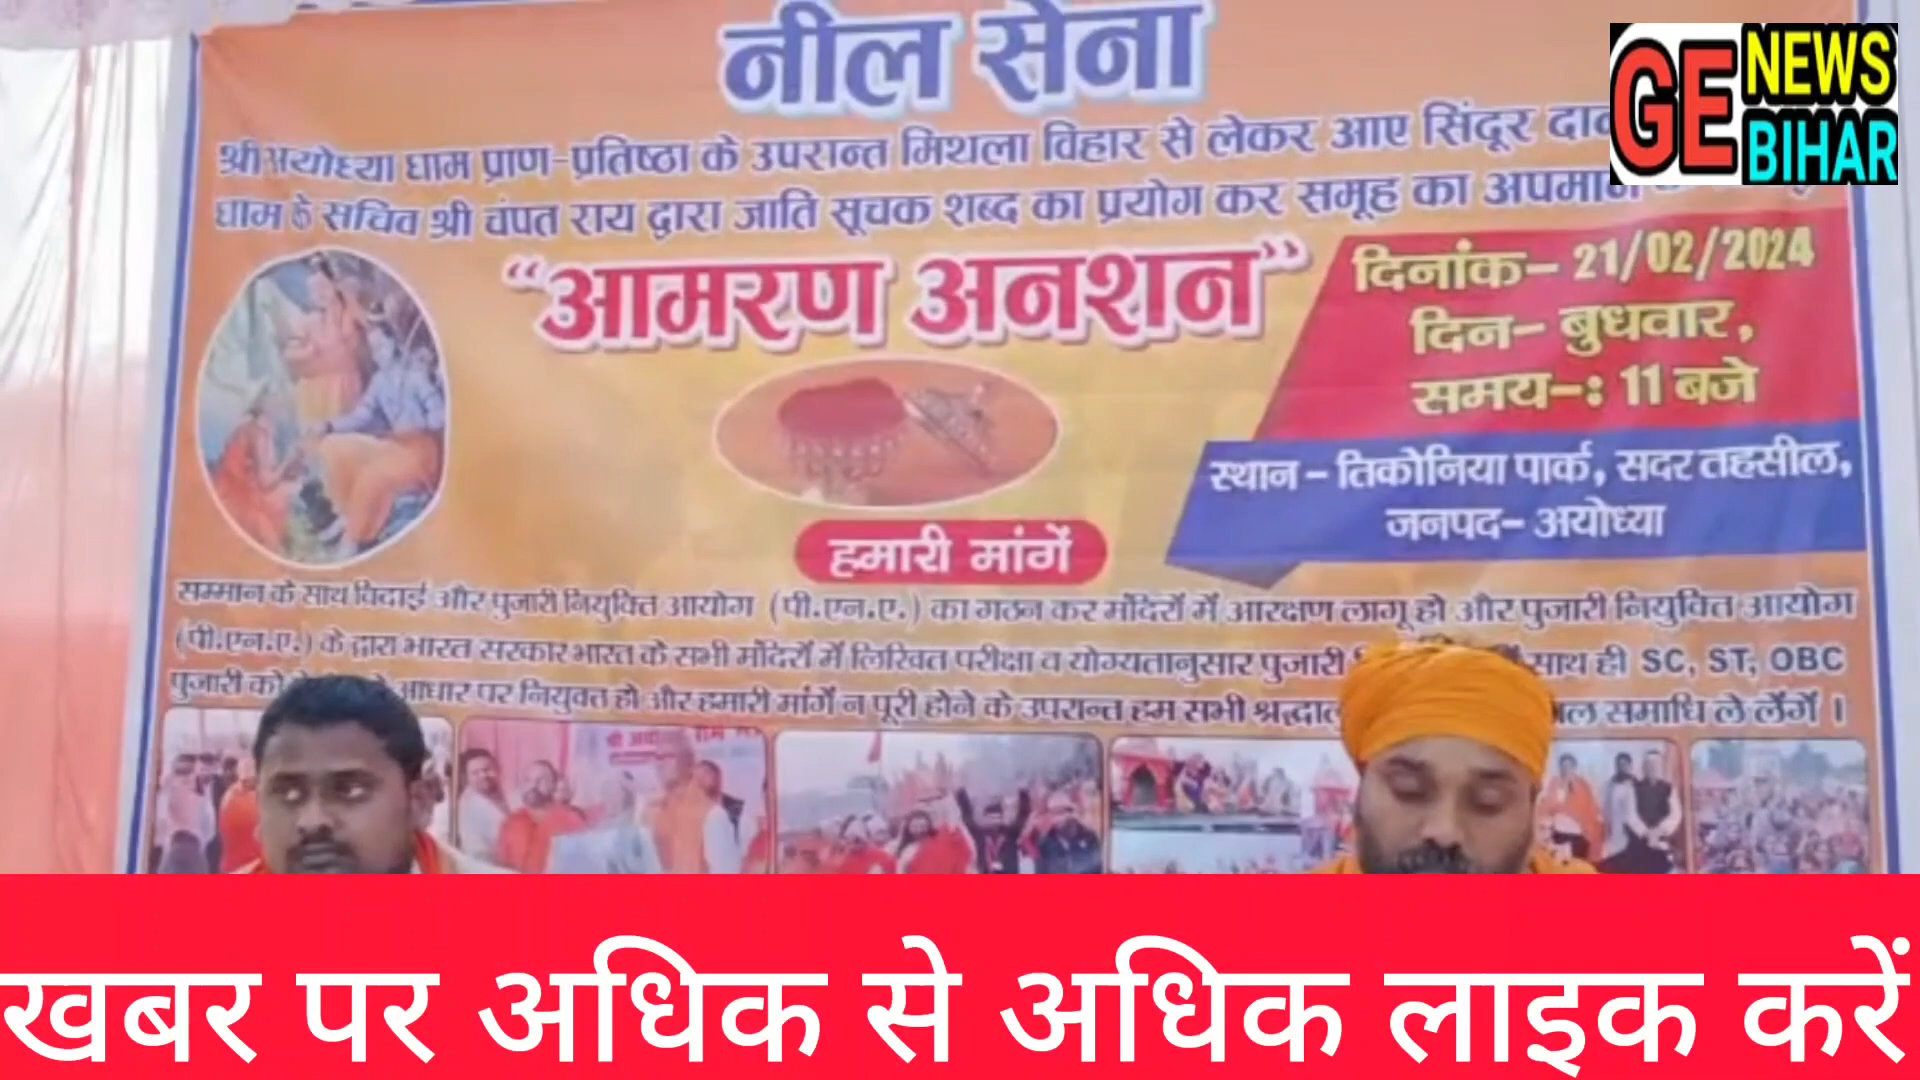 नील सेना
GE NEWS BIHAR
श्री अयोध्या धाम प्राण-प्रतिष्ठा के उपरान्त मिथला विहार से लेकर आए सिंदूर
धाम के सचिव श्री चंपत राय द्वारा जाति सूचक शब्द का प्रयोग कर समूह का
“आमरण अनशन”
दिनांक- 21/02/2024
दिन- बुधवार,
समय-: 11 बजे
स्थान - तिकोनिया पार्क, सदर तहसील,
जनपद- अयोध्या
हमारी मांगें
सम्मान के साथ विदाई और पुजारी नियुक्ति आयोग (पी.एन.ए.) का गठन कर मंदिरों में आरक्षण लागू हो और पुजारी नियुक्ति आयोग
(पी.एन.ए.) के द्वारा भारत सरकार भारत के सभी मंदिरों में लिखित परीक्षा व योग्यतानुसार पुजारी साथ ही SC, ST, OBC
पुजारी को आधार पर नियुक्त हो और हमारी मांगें न पूरी होने के उपरान्त हम सभी समाधि ले लेंगें ।
खबर पर अधिक से अधिक लाइक करें